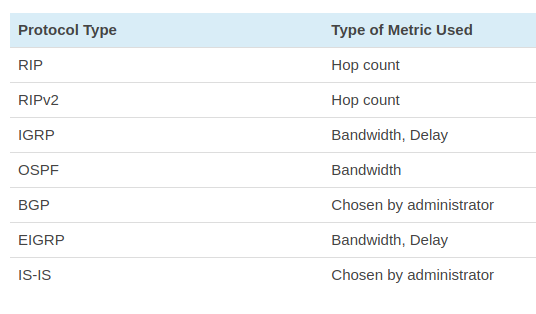 Protocol Type Type of Metric Used
RIP Hop count
RIPv2 Hop count
IGRP Bandwidth, Delay
OSPF Bandwidth
BGP Chosen by administrator
EIGRP Bandwidth, Delay
IS-IS Chosen by administrator